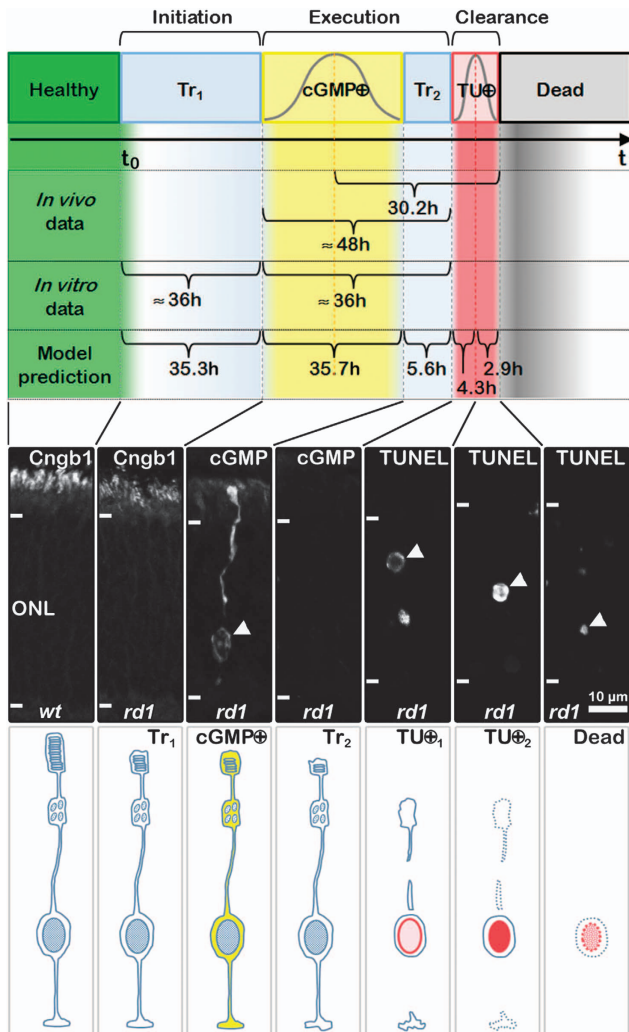 Initiation Execution Clearance
Healthy Tr₁ cGMP⊕ Tr₂ TU⊕ Dead
t₀ t
In vivo
data
30.2h
≈ 48h
In vitro
data
≈ 36h ≈ 36h
Model
prediction
35.3h 35.7h 5.6h 2.9h
4.3h
Cngb1 Cngb1 cGMP cGMP TUNEL TUNEL TUNEL
ONL
10 µm
wt rd1 rd1 rd1 rd1 rd1 rd1
Tr₁ cGMP⊕ Tr₂ TU⊕₁ TU⊕₂ Dead